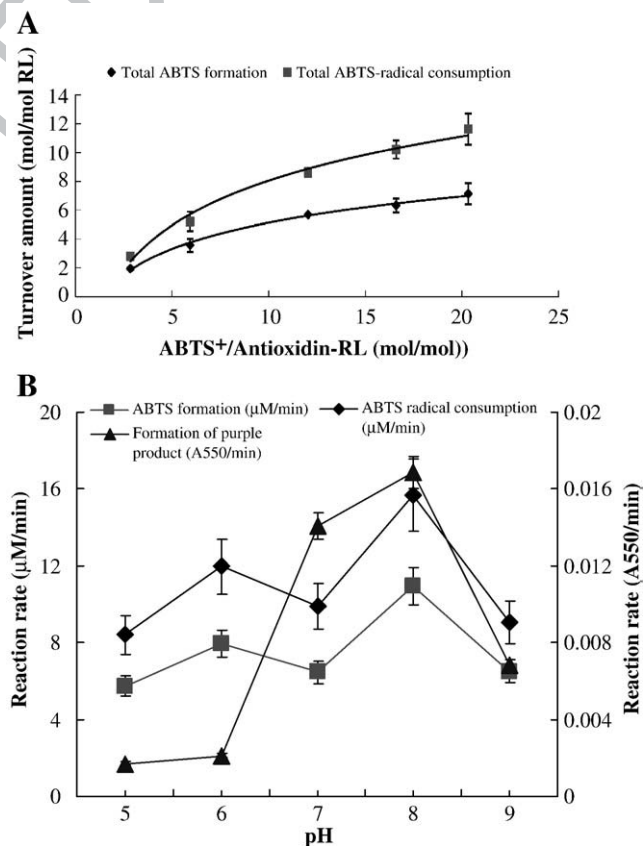 A
Total ABTS formation
Total ABTS-radical consumption
Turnover amount (mol/mol RL)
14
12
10
8
6
4
2
0
0
5
10
15
20
25
ABTS+/Antioxidin-RL (mol/mol))
B
ABTS formation (μM/min)
ABTS radical consumption
(μM/min)
Formation of purple
product (A550/min)
Reaction rate (μM/min)
20
16
12
8
4
0
Reaction rate (A550/min)
0.02
0.016
0.012
0.008
0.004
0
5
6
7
8
9
pH